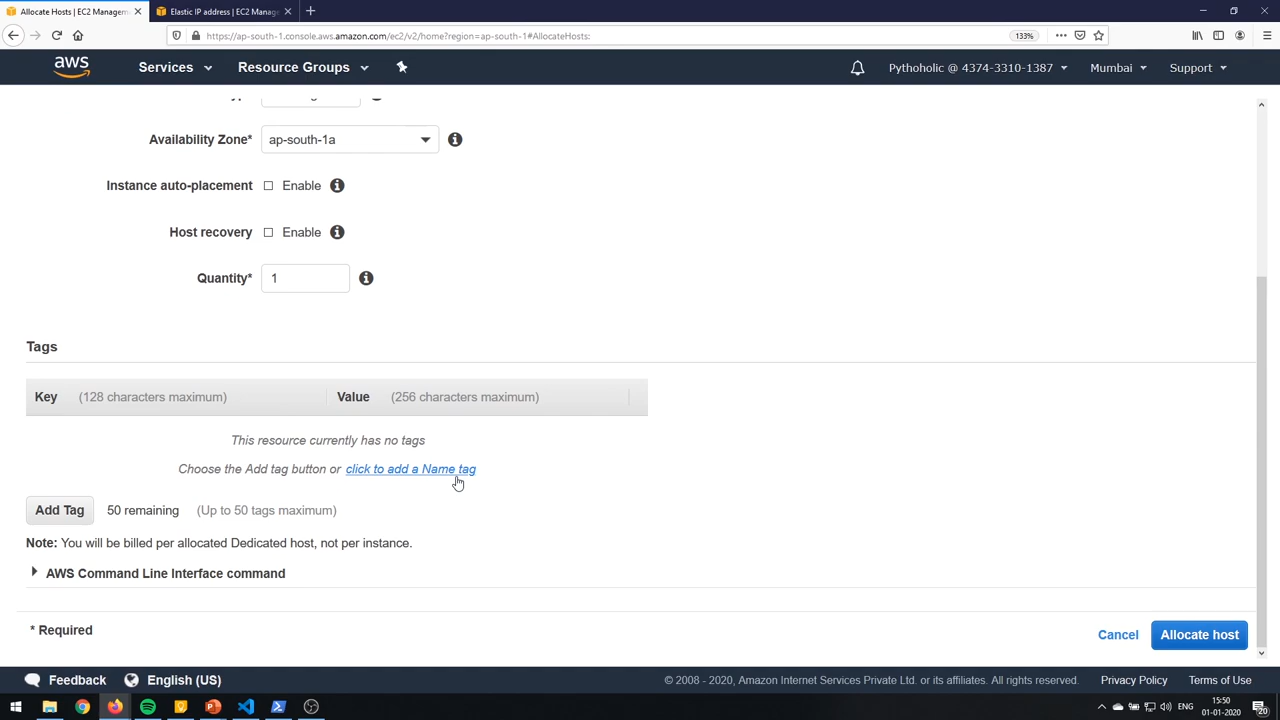 Allocate Hosts | EC2 Managem
Elastic IP address | EC2 Manage
https://ap-south-1.console.aws.amazon.com/ec2/v2/home?region=ap-south-1#AllocateHosts:
133%
aws
Services
Resource Groups
Pythoholic @ 4374-3310-1387
Mumbai
Support
Availability Zone*
ap-south-1a
Instance auto-placement
Enable
Host recovery
Enable
Quantity*
1
Tags
Key (128 characters maximum)
Value (256 characters maximum)
This resource currently has no tags
Choose the Add tag button or click to add a Name tag
Add Tag
50 remaining
(Up to 50 tags maximum)
Note: You will be billed per allocated Dedicated host, not per instance.
AWS Command Line Interface command
* Required
Cancel
Allocate host
Feedback
English (US)
© 2008 - 2020, Amazon Internet Services Private Ltd. or its affiliates. All rights reserved.
Privacy Policy
Terms of Use
ENG
15:50
01-01-2020
20